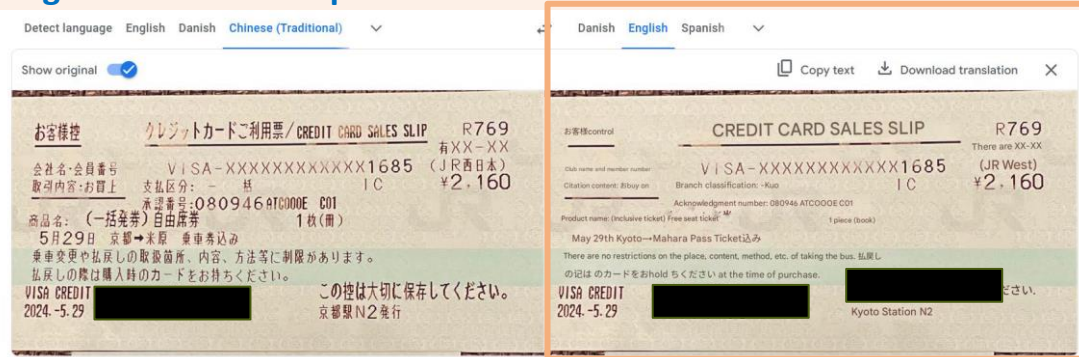 Detect language English Danish Chinese (Traditional)
Danish English Spanish
Show original
Copy text Download translation
お客様控 クレジットカードご利用票/CREDIT CARD SALES SLIP R769
有XX-XX
会社名・会員番号 VISA-XXXXXXXXXXXX1685 (JR西日本)
取引内容:お買上 支払区分: - 括 IC ¥2,160
承認番号:080946 ATC000E C01
商品名: (一括発券)自由席券 1枚(冊)
5月29日 京都→米原 乗車券込み
乗車変更や払戻しの取扱箇所、内容、方法等に制限があります。
払戻しの際は購入時のカードをお持ちください。
VISA CREDIT この控は大切に保存してください。
2024.-5.29 京都駅N2発行
お客様control CREDIT CARD SALES SLIP R769
There are XX-XX
Club name and member number VISA-XXXXXXXXXXXX1685 (JR West)
Citation content: お buy on Branch classification: -Kuo IC ¥2,160
Acknowledgment number: 080946 ATCOOOE C01
Product name: (Inclusive ticket) Free seat ticket 1 piece (book)
May 29th Kyoto→Mahara Pass Ticket込み
There are no restrictions on the place, content, method, etc. of taking the bus. 払戻し
の记は のカードをおhold ちください at the time of purchase.
VISA CREDIT ださい.
2024.-5.29 Kyoto Station N2